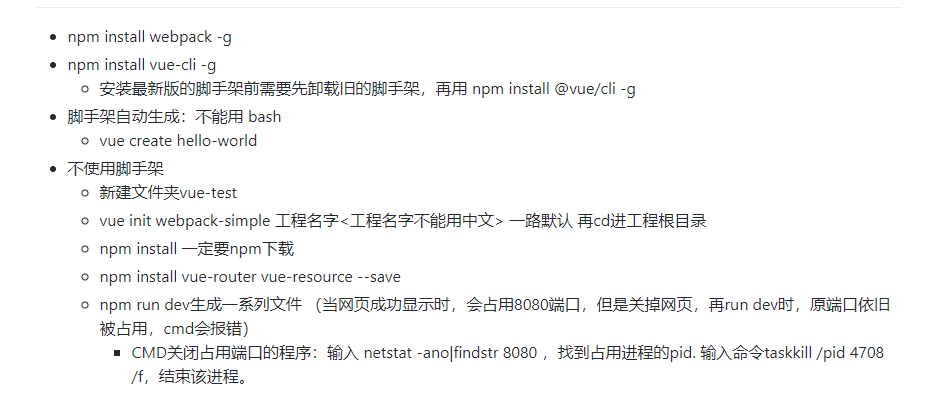 npm install webpack -g
npm install vue-cli -g
安装最新版的脚手架前需要先卸载旧的脚手架，再用 npm install @vue/cli -g
脚手架自动生成：不能用 bash
vue create hello-world
不使用脚手架
新建文件夹vue-test
vue init webpack-simple 工程名字<工程名字不能用中文> 一路默认 再cd进工程根目录
npm install 一定要npm下载
npm install vue-router vue-resource --save
npm run dev生成一系列文件 （当网页成功显示时，会占用8080端口，但是关掉网页，再run dev时，原端口依旧
被占用，cmd会报错）
CMD关闭占用端口的程序：输入 netstat -ano|findstr 8080 ，找到占用进程的pid. 输入命令taskkill /pid 4708
/f，结束该进程。